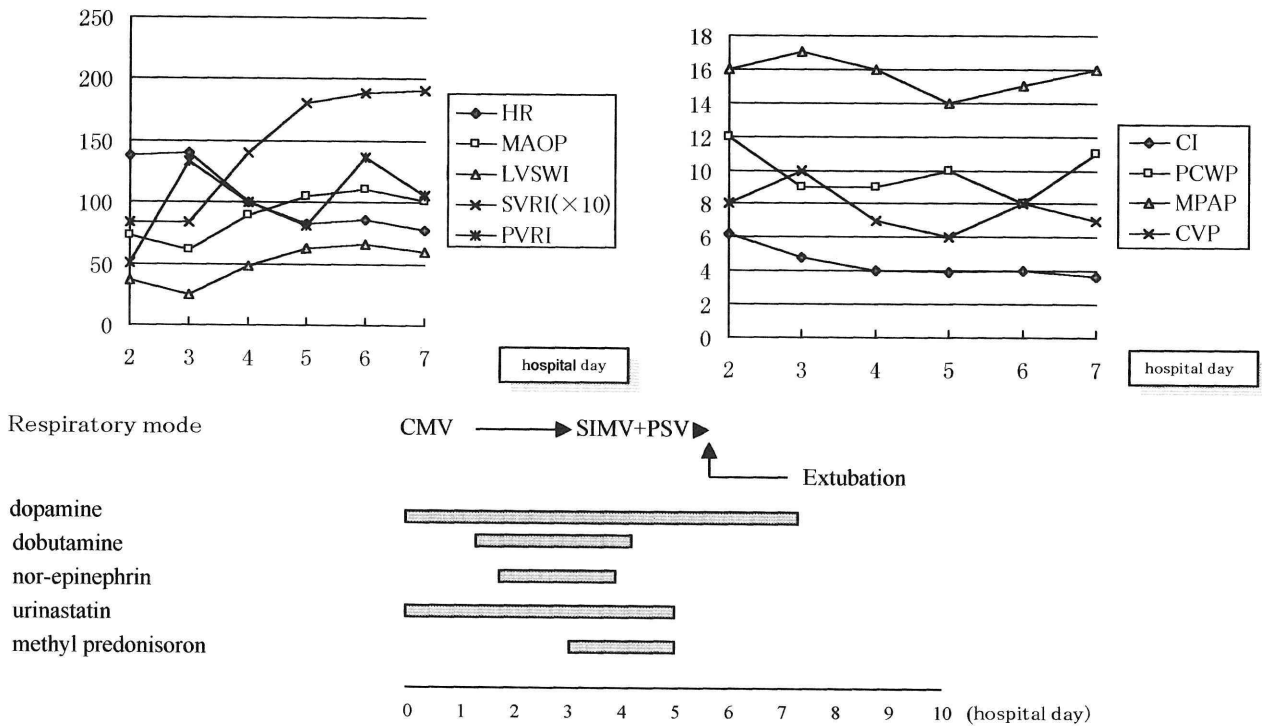 250
200
150
100
50
0
2 3 4 5 6 7
hospital day
HR
MAOP
LVSWI
SVRI(×10)
PVRI
18
16
14
12
10
8
6
4
2
0
2 3 4 5 6 7
hospital day
CI
PCWP
MPAP
CVP
Respiratory mode CMV SIMV+PSV
Extubation
dopamine
dobutamine
nor-epinephrin
urinastatin
methyl predonisoron
0 1 2 3 4 5 6 7 8 9 10 (hospital day)